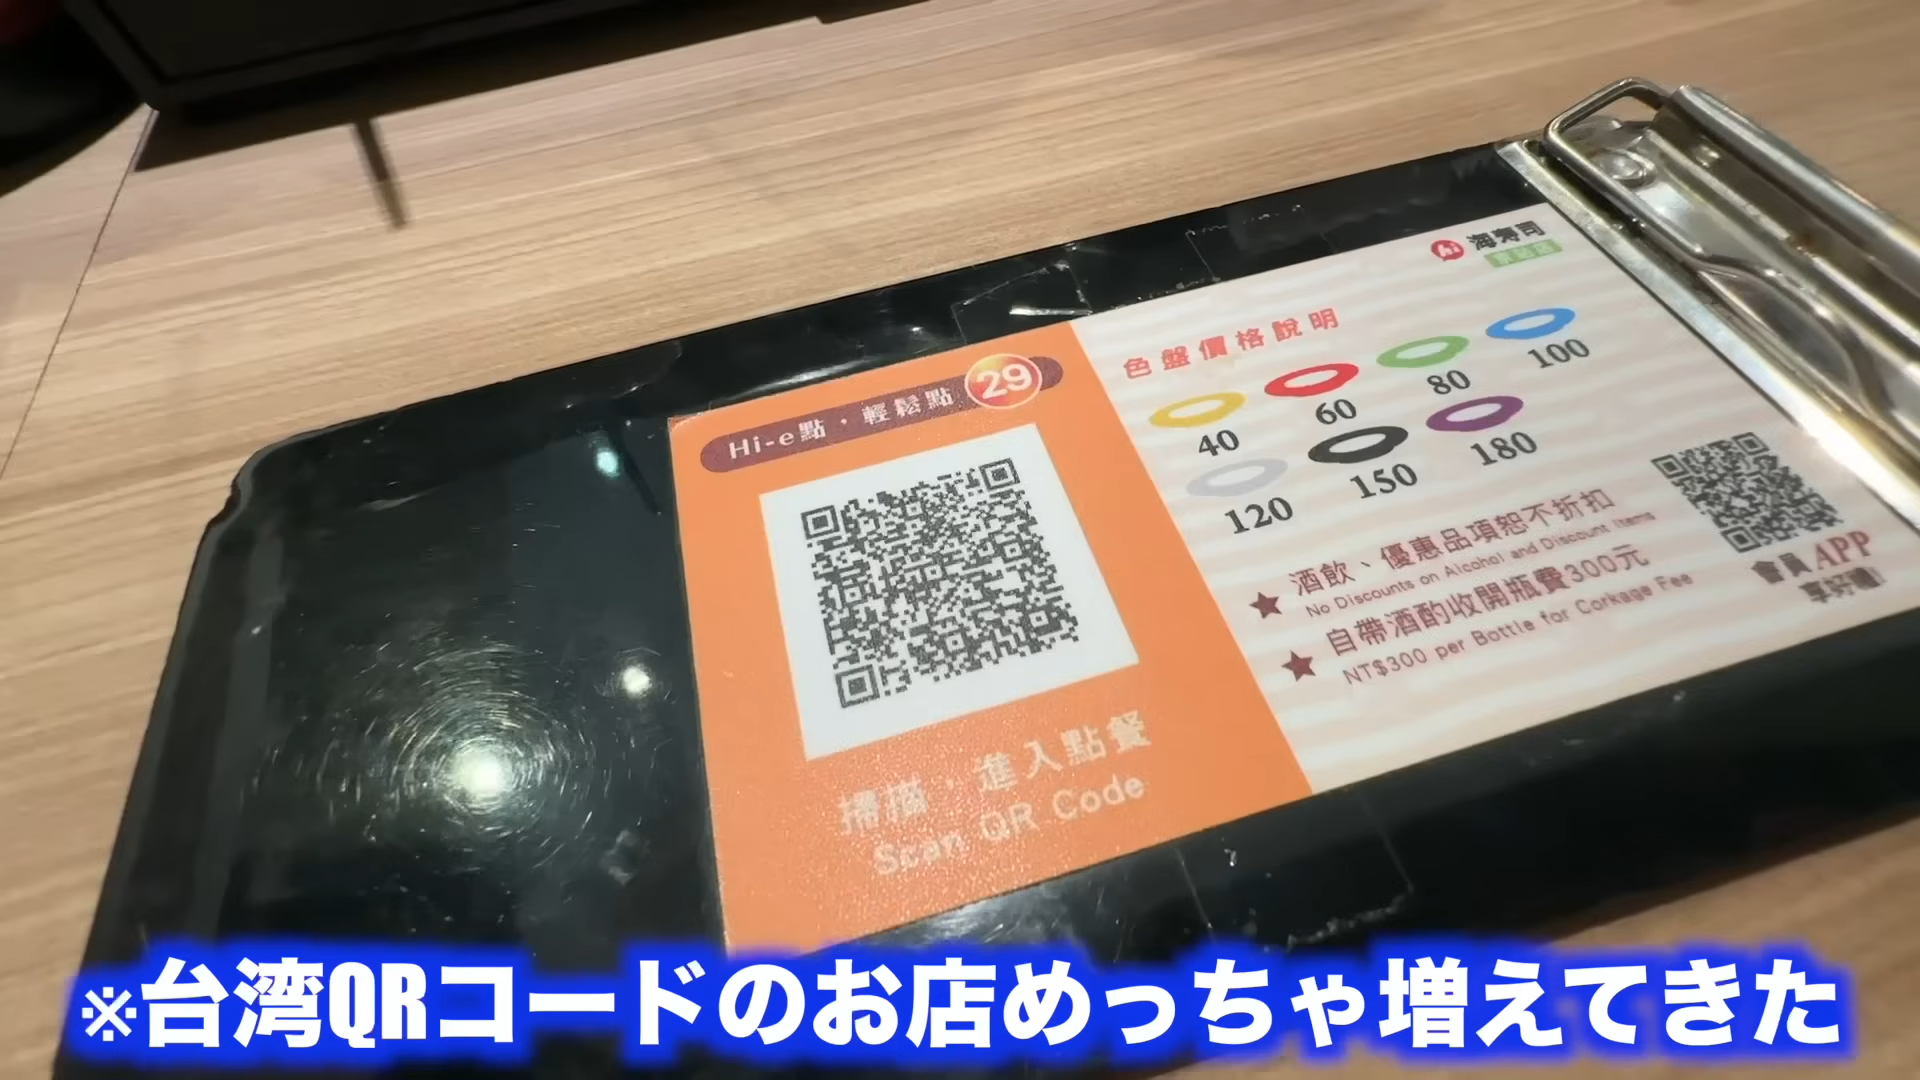 hi 海壽司
Hi-e點・輕鬆點 29
掃描・進入點餐
Scan QR Code
色盤價格說明
40 60 80 100
120 150 180
★ 酒飲、優惠品項恕不折扣
No Discounts on Alcohol and Discount Items
★ 自帶酒酌收開瓶費300元
NT$300 per Bottle for Corkage Fee
會員APP
享好禮!
※台湾QRコードのお店めっちゃ増えてきた